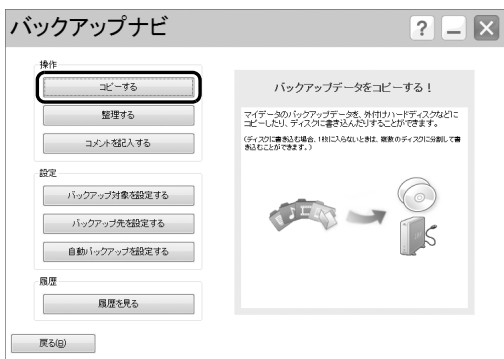 バックアップナビ
?
操作
コピーする
整理する
コメントを記入する
設定
バックアップ対象を設定する
バックアップ先を設定する
自動バックアップを設定する
履歴
履歴を見る
戻る(B)
バックアップデータをコピーする！
マイデータのバックアップデータを、外付けハードディスクなどに
コピーしたり、ディスクに書き込んだりすることができます。
(ディスクに書き込む場合、1枚に入らないときは、複数のディスクに分割して書
き込むことができます。)